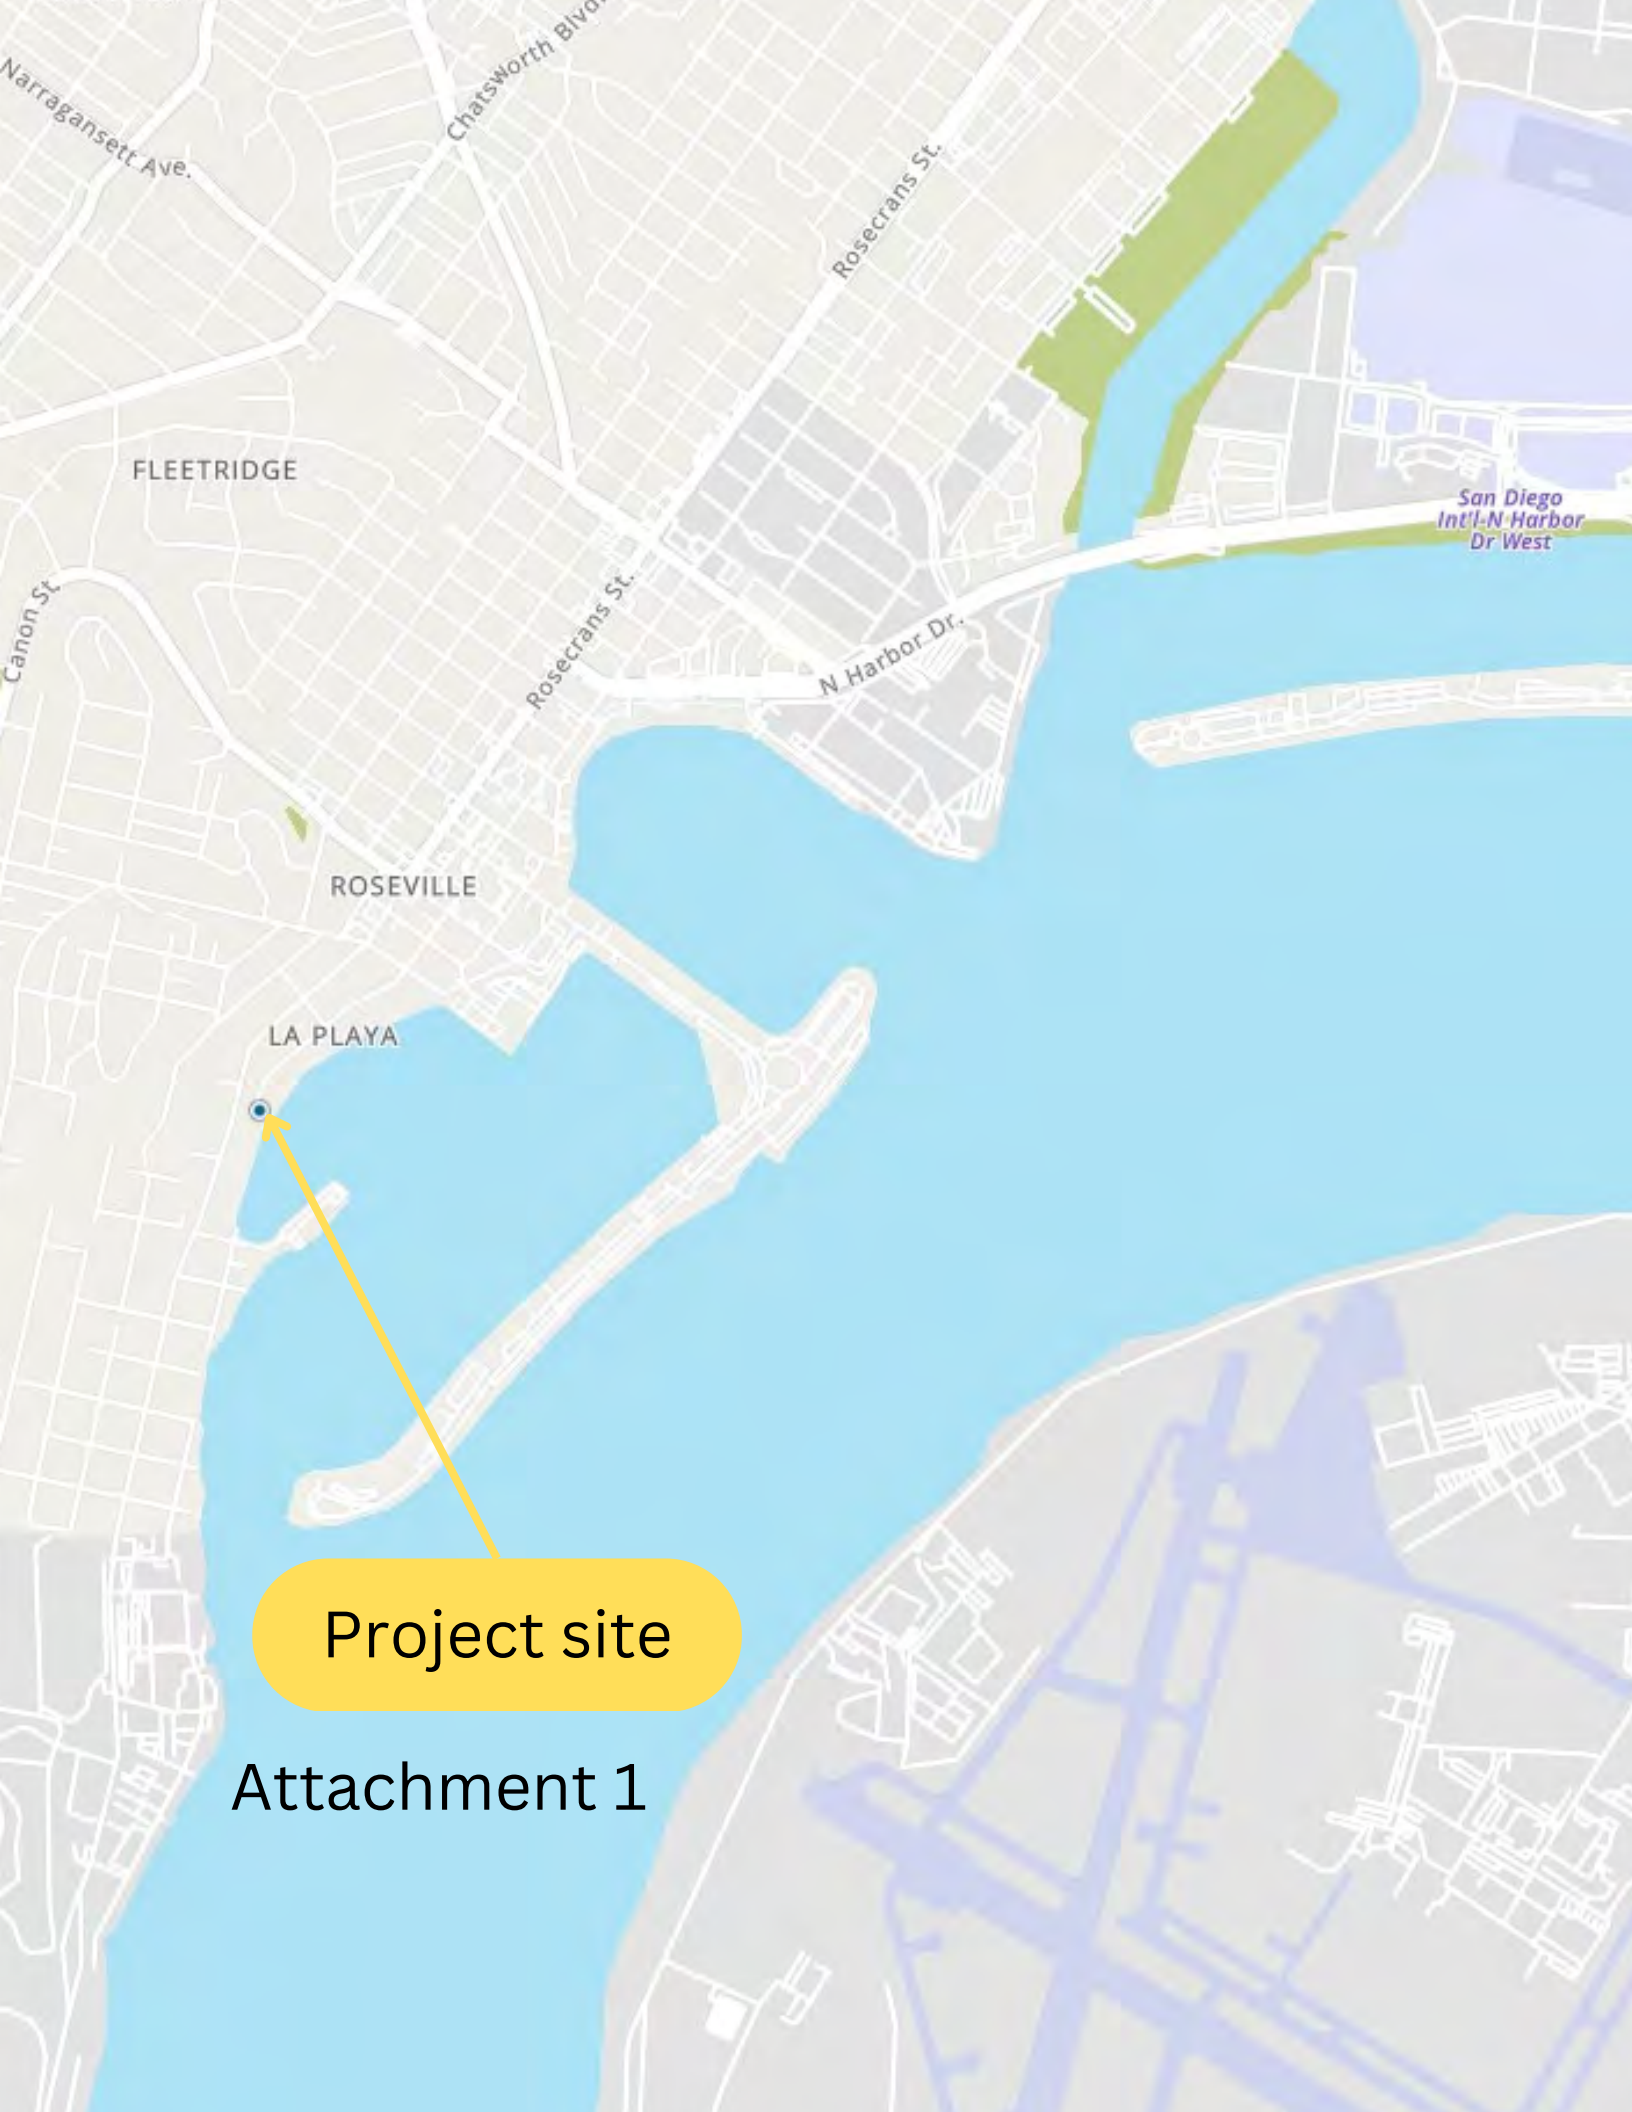 Chatsworth Blvd.
Narragansett Ave.
Rosecrans St.
FLEETRIDGE
San Diego
Int'l-N Harbor
Dr West
Canon St
Rosecrans St.
N Harbor Dr.
ROSEVILLE
LA PLAYA
Project site
Attachment 1